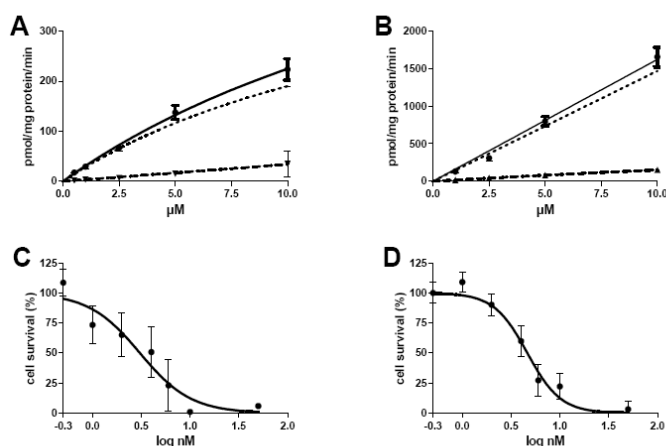 A
pmol/mg protein/min
300
200
100
0
0.0 2.5 5.0 7.5 10.0
µM
B
pmol/mg protein/min
2000
1500
1000
500
0
0.0 2.5 5.0 7.5 10.0
µM
C
cell survival (%)
125
100
75
50
25
0
-0.3 0.0 0.5 1.0 1.5 2.0
log nM
D
cell survival (%)
125
100
75
50
25
0
-0.3 0.0 0.5 1.0 1.5 2.0
log nM